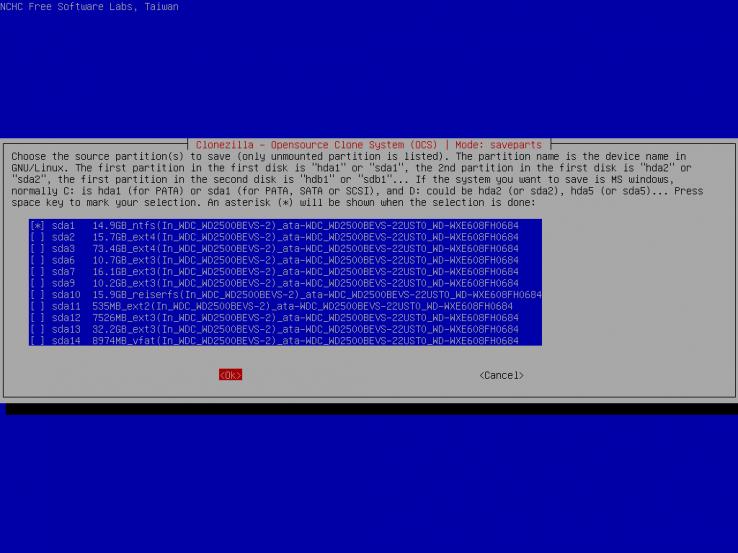 NCHC Free Software Labs, Taiwan
Clonezilla - Opensource Clone System (OCS) | Mode: saveparts
Choose the source partition(s) to save (only unmounted partition is listed). The partition name is the device name in
GNU/Linux. The first partition in the first disk is "hda1" or "sda1", the 2nd partition in the first disk is "hda2" or
"sda2", the first partition in the second disk is "hdb1" or "sdb1"... If the system you want to save is MS windows,
normally C: is hda1 (for PATA) or sda1 (for PATA, SATA or SCSI), and D: could be hda2 (or sda2), hda5 (or sda5)... Press
space key to mark your selection. An asterisk (*) will be shown when the selection is done:
[*] sda1 14.9GB_ntfs(In_WDC_WD2500BEVS-2)_ata-WDC_WD2500BEVS-22UST0_WD-WXE608FH0684
[ ] sda2 15.7GB_ext4(In_WDC_WD2500BEVS-2)_ata-WDC_WD2500BEVS-22UST0_WD-WXE608FH0684
[ ] sda3 73.4GB_ext4(In_WDC_WD2500BEVS-2)_ata-WDC_WD2500BEVS-22UST0_WD-WXE608FH0684
[ ] sda6 10.7GB_ext3(In_WDC_WD2500BEVS-2)_ata-WDC_WD2500BEVS-22UST0_WD-WXE608FH0684
[ ] sda7 16.1GB_ext3(In_WDC_WD2500BEVS-2)_ata-WDC_WD2500BEVS-22UST0_WD-WXE608FH0684
[ ] sda9 10.2GB_ext3(In_WDC_WD2500BEVS-2)_ata-WDC_WD2500BEVS-22UST0_WD-WXE608FH0684
[ ] sda10 15.9GB_reiserfs(In_WDC_WD2500BEVS-2)_ata-WDC_WD2500BEVS-22UST0_WD-WXE608FH0684
[ ] sda11 535MB_ext2(In_WDC_WD2500BEVS-2)_ata-WDC_WD2500BEVS-22UST0_WD-WXE608FH0684
[ ] sda12 7526MB_ext3(In_WDC_WD2500BEVS-2)_ata-WDC_WD2500BEVS-22UST0_WD-WXE608FH0684
[ ] sda13 32.2GB_ext3(In_WDC_WD2500BEVS-2)_ata-WDC_WD2500BEVS-22UST0_WD-WXE608FH0684
[ ] sda14 8974MB_vfat(In_WDC_WD2500BEVS-2)_ata-WDC_WD2500BEVS-22UST0_WD-WXE608FH0684
<Ok> <Cancel>